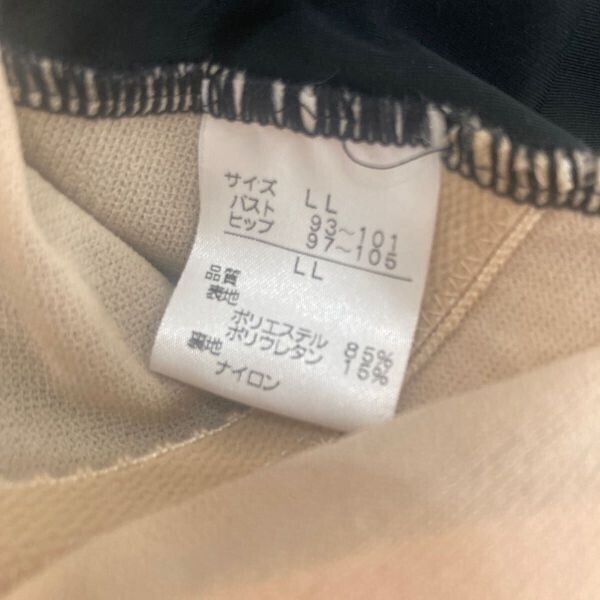 サイズ LL
バスト 93~101
ヒップ 97~105
LL
品質
表地
ポリエステル 85%
ポリウレタン 15%
裏地
ナイロン